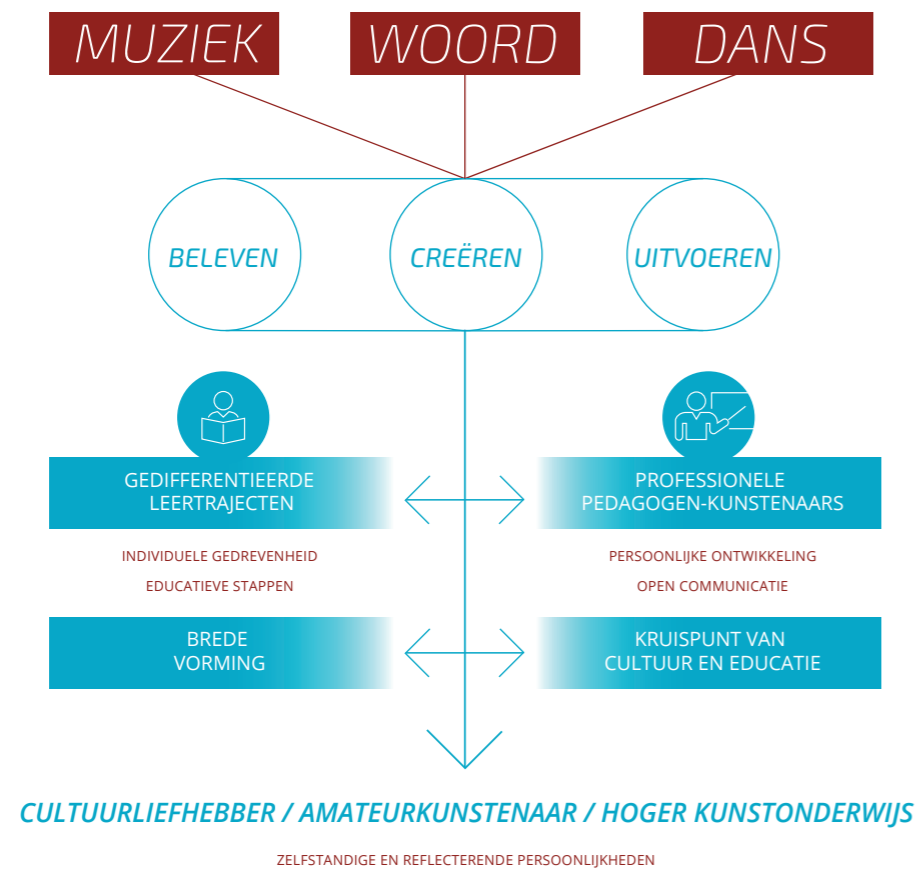 MUZIEK
WOORD
DANS
BELEVEN
CREËREN
UITVOEREN
GEDIFFERENTIEERDE
LEERTRAJECTEN
PROFESSIONELE
PEDAGOGEN-KUNSTENAARS
INDIVIDUELE GEDREVENHEID
EDUCATIEVE STAPPEN
PERSOONLIJKE ONTWIKKELING
OPEN COMMUNICATIE
BREDE
VORMING
KRUISPUNT VAN
CULTUUR EN EDUCATIE
CULTUURLIEFHEBBER / AMATEURKUNSTENAAR / HOGER KUNSTONDERWIJS
ZELFSTANDIGE EN REFLECTERENDE PERSOONLIJKHEDEN